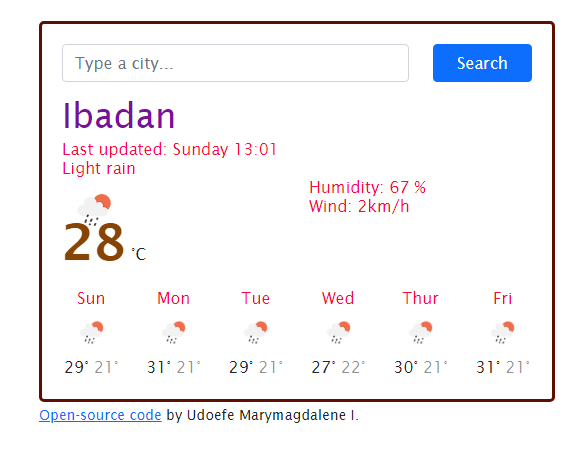 Type a city...
Search
Ibadan
Last updated: Sunday 13:01
Light rain
Humidity: 67 %
Wind: 2km/h
28 °C
Sun Mon Tue Wed Thur Fri
29° 21° 31° 21° 29° 21° 27° 22° 30° 21° 31° 21°
Open-source code by Udoefe Marymagdalene I.